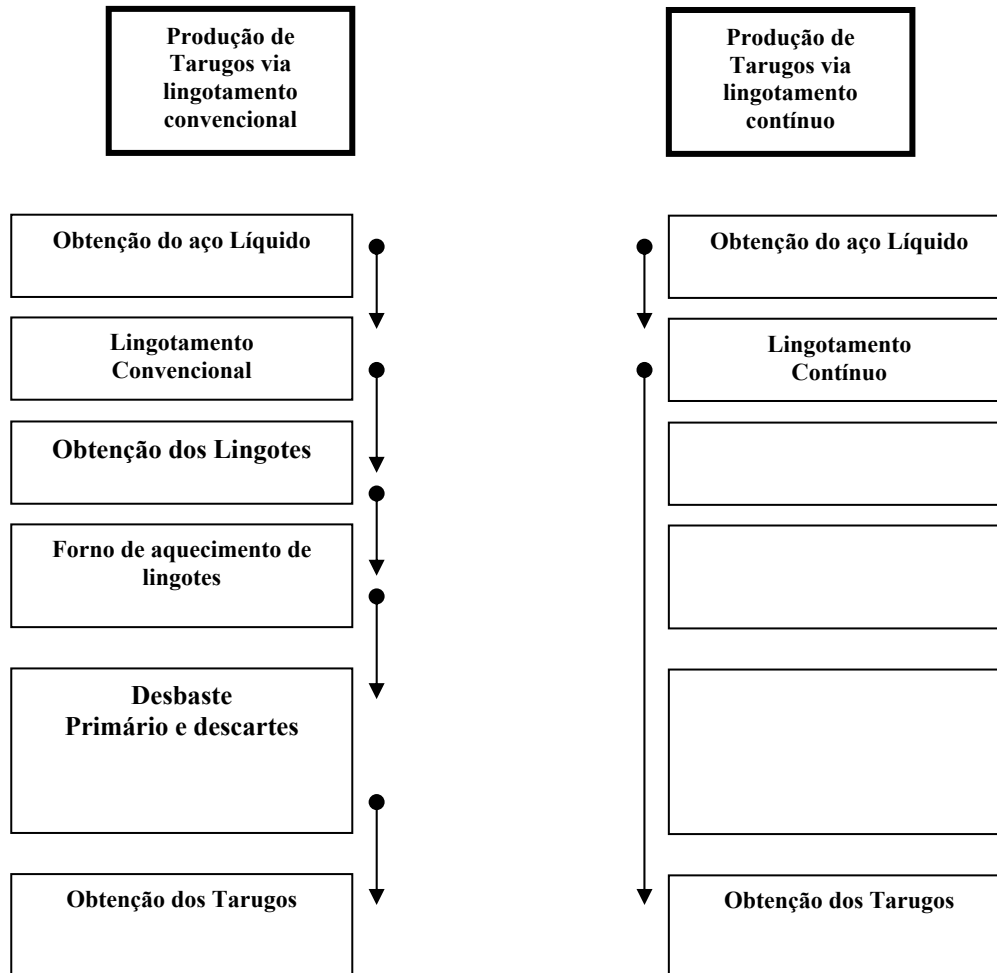 Produção de
Tarugos via
lingotamento
convencional
Produção de
Tarugos via
lingotamento
contínuo
Obtenção do aço Líquido
Obtenção do aço Líquido
Lingotamento
Convencional
Lingotamento
Contínuo
Obtenção dos Lingotes
Forno de aquecimento de
lingotes
Desbaste
Primário e descartes
Obtenção dos Tarugos
Obtenção dos Tarugos